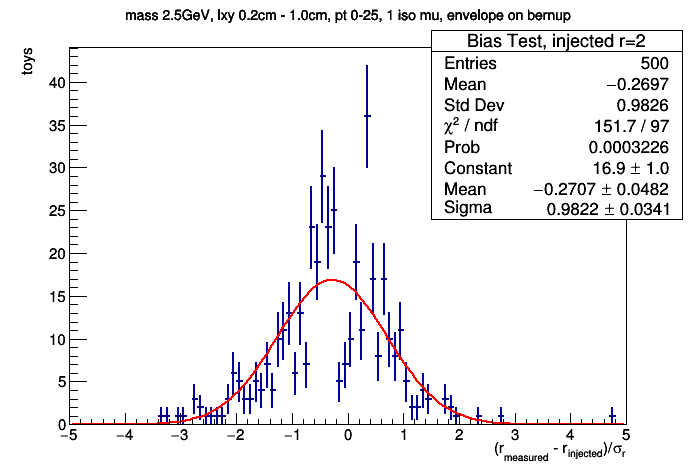 mass 2.5GeV, lxy 0.2cm - 1.0cm, pt 0-25, 1 iso mu, envelope on bernup
Bias Test, injected r=2
Entries 500
Mean −0.2697
Std Dev 0.9826
χ² / ndf 151.7 / 97
Prob 0.0003226
Constant 16.9 ± 1.0
Mean −0.2707 ± 0.0482
Sigma 0.9822 ± 0.0341
toys
40
35
30
25
20
15
10
5
0
−5 −4 −3 −2 −1 0 1 2 3 4 5
(r_measured - r_injected)/σ_r